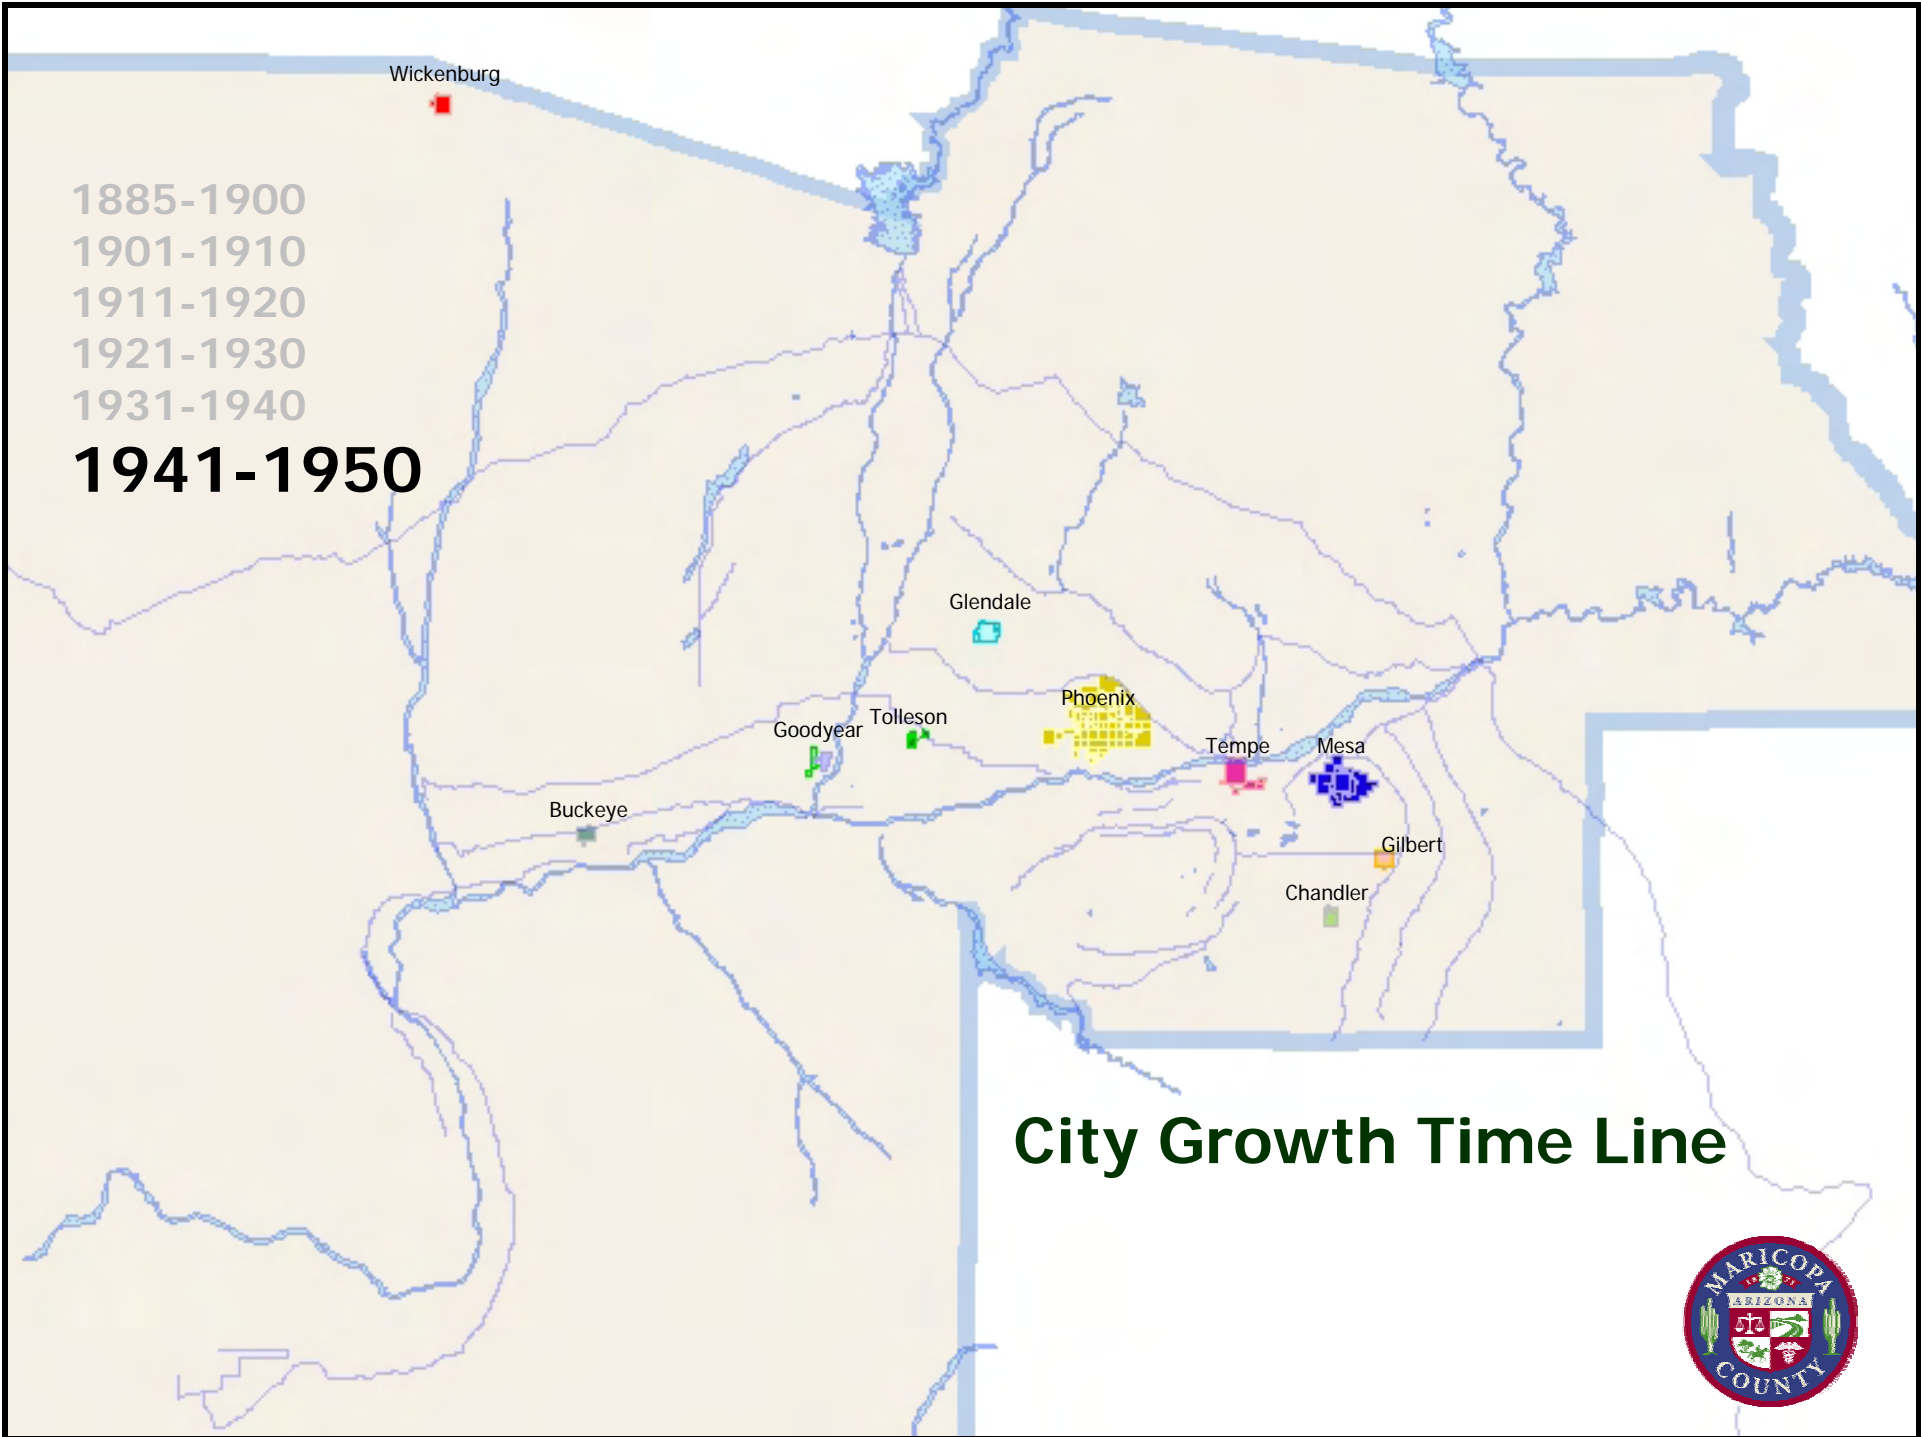 Wickenburg
1885-1900
1901-1910
1911-1920
1921-1930
1931-1940
1941-1950
Glendale
Phoenix
Tolleson
Goodyear
Tempe
Mesa
Buckeye
Gilbert
Chandler
City Growth Time Line
MARICOPA
ARIZONA
COUNTY